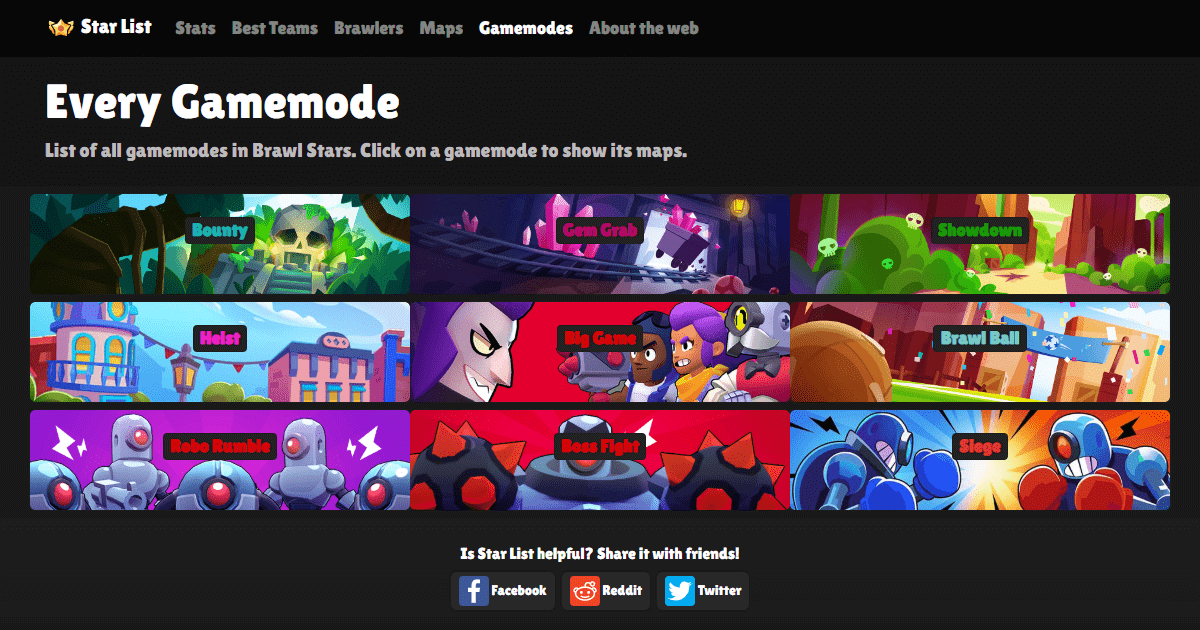 Star List Stats Best Teams Brawlers Maps Gamemodes About the web
Every Gamemode
List of all gamemodes in Brawl Stars. Click on a gamemode to show its maps.
Bounty Gem Grab Showdown
Heist Big Game Brawl Ball
Robo Rumble Boss Fight Siege
Is Star List helpful? Share it with friends!
Facebook Reddit Twitter